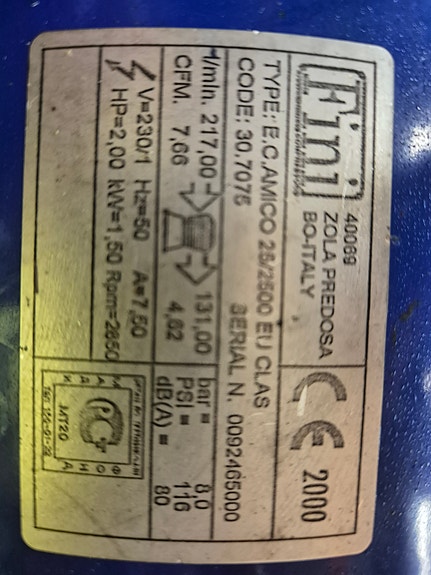 Fini
40069
ZOLA PREDOSA
BO-ITALY
CE 2000
TYPE: E.C.AMICO 25/2500 EU CLAS
CODE: 30.7075 SERIAL N. 0092465000
l/min. 217,00 131,00 bar = 8,0
CFM. 7,66 4,62 PSI = 116
dB(A) = 80
V=230/1 Hz=50 A=7,50
HP=2,00 kW=1,50 Rpm=2850
МТ20